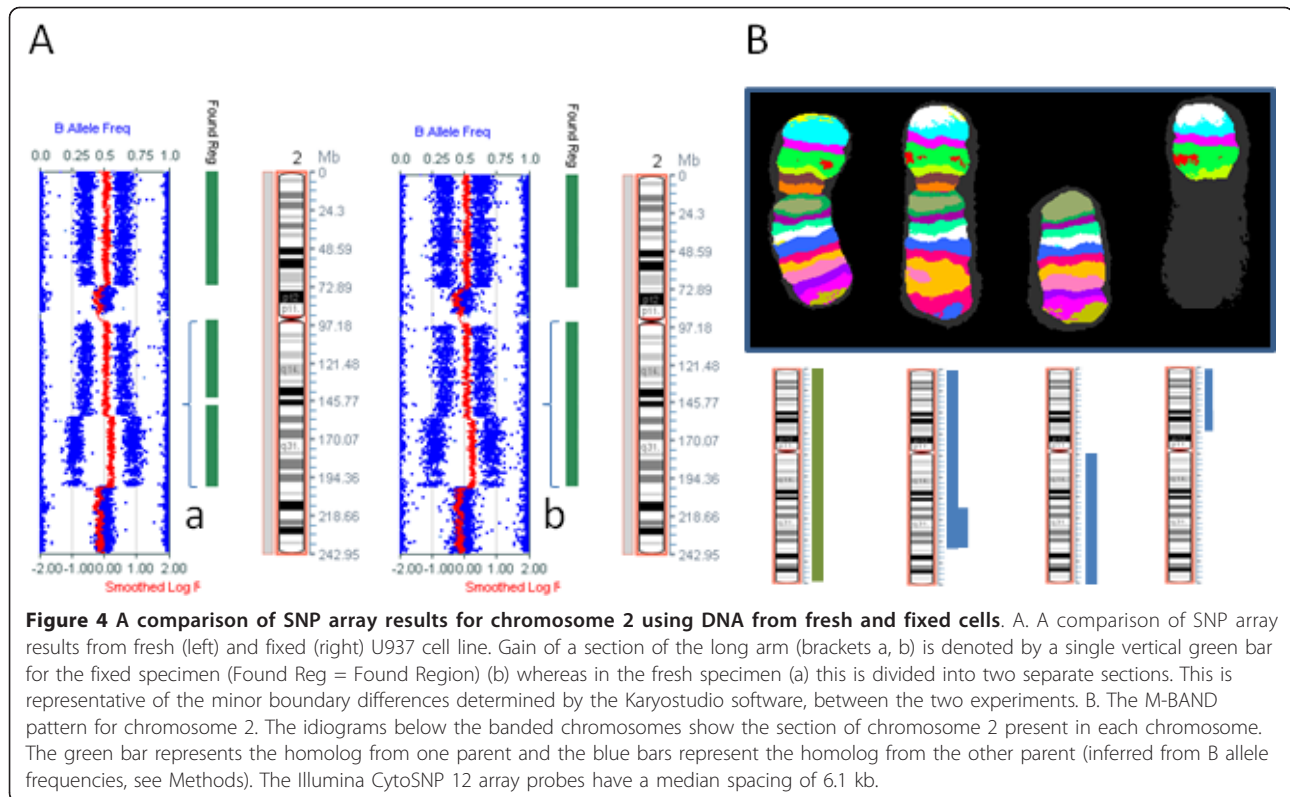 A
B
B Allele Freq
0.0 0.25 0.5 0.75 1.0
Found Reg
2 Mb
0
24.3
48.59
72.89
97.18
121.48
145.77
170.07
194.36
218.66
242.95
p12
p11.
q31.
a
-2.00 -1.000 0.00 1.00 2.00
Smoothed Log
B Allele Freq
0.0 0.25 0.5 0.75 1.0
Found Reg
2 Mb
0
24.3
48.59
72.89
97.18
121.48
145.77
170.07
194.36
218.66
242.95
p12
p11.
q31.
b
-2.00 -1.000 0.00 1.00 2.00
Smoothed Log
Figure 4 A comparison of SNP array results for chromosome 2 using DNA from fresh and fixed cells. A. A comparison of SNP array
results from fresh (left) and fixed (right) U937 cell line. Gain of a section of the long arm (brackets a, b) is denoted by a single vertical green bar
for the fixed specimen (Found Reg = Found Region) (b) whereas in the fresh specimen (a) this is divided into two separate sections. This is
representative of the minor boundary differences determined by the Karyostudio software, between the two experiments. B. The M-BAND
pattern for chromosome 2. The idiograms below the banded chromosomes show the section of chromosome 2 present in each chromosome.
The green bar represents the homolog from one parent and the blue bars represent the homolog from the other parent (inferred from B allele
frequencies, see Methods). The Illumina CytoSNP 12 array probes have a median spacing of 6.1 kb.